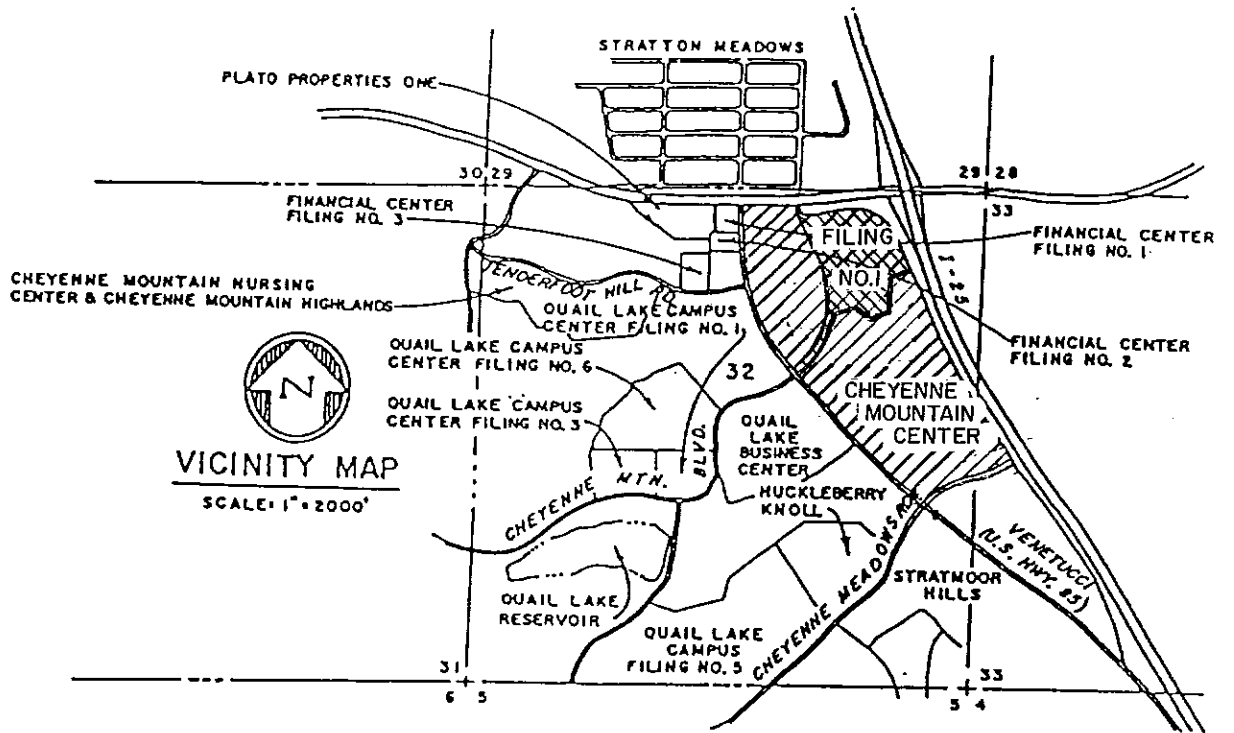 STRATTON MEADOWS
PLATO PROPERTIES ONE
30 29
29 28
33
FINANCIAL CENTER
FILING NO. 3
FILING
NO. 1
FINANCIAL CENTER
FILING NO. 1
I-25
CHEYENNE MOUNTAIN NURSING
CENTER & CHEYENNE MOUNTAIN HIGHLANDS
TENDERFOOT HILL RD.
QUAIL LAKE CAMPUS
CENTER FILING NO. 1
FINANCIAL CENTER
FILING NO. 2
QUAIL LAKE CAMPUS
CENTER FILING NO. 6
32
N
QUAIL LAKE CAMPUS
CENTER FILING NO. 3
CHEYENNE
MOUNTAIN
CENTER
QUAIL
LAKE
BUSINESS
CENTER
VICINITY MAP
SCALE: 1" = 2000'
CHEYENNE MTN. BLVD.
HUCKLEBERRY
KNOLL
CHEYENNE MEADOWS RD.
VENETUCCI
(U.S. HWY. 85)
STRATMOOR
HILLS
QUAIL LAKE
RESERVOIR
QUAIL LAKE
CAMPUS
FILING NO. 5
31
6 5
33
5 4